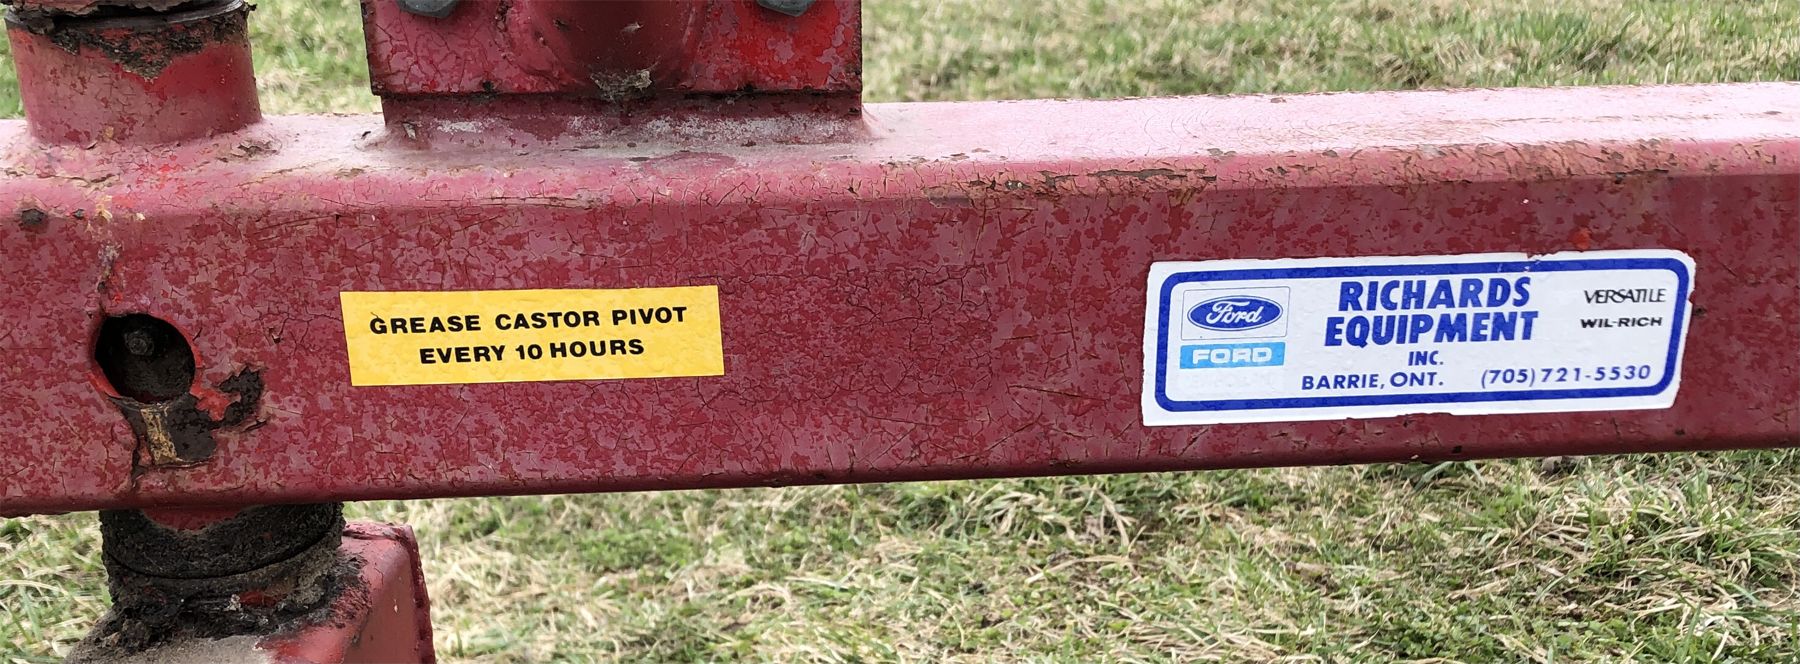 GREASE CASTOR PIVOT
EVERY 10 HOURS
Ford
FORD
RICHARDS
EQUIPMENT
INC.
BARRIE, ONT. (705) 721-5530
VERSATILE
WIL-RICH